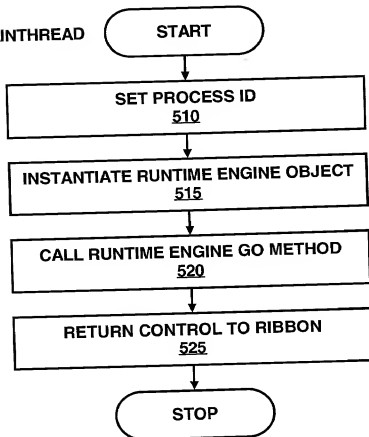 INTHREAD
START
SET PROCESS ID
510
INSTANTIATE RUNTIME ENGINE OBJECT
515
CALL RUNTIME ENGINE GO METHOD
520
RETURN CONTROL TO RIBBON
525
STOP